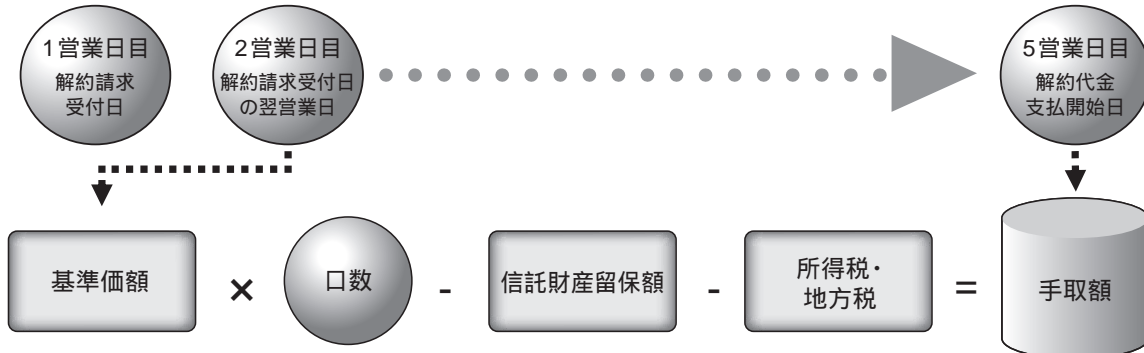 1営業日目
解約請求
受付日
2営業日目
解約請求受付日
の翌営業日
5営業日目
解約代金
支払開始日
基準価額
×
口数
-
信託財産留保額
-
所得税・
地方税
=
手取額